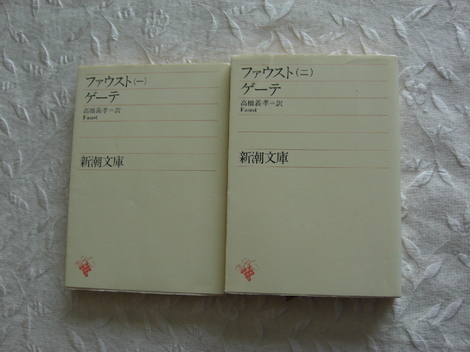 ファウスト(一)
ゲーテ
高橋義孝=訳
Faust
新潮文庫
ファウスト(二)
ゲーテ
高橋義孝=訳
Faust
新潮文庫